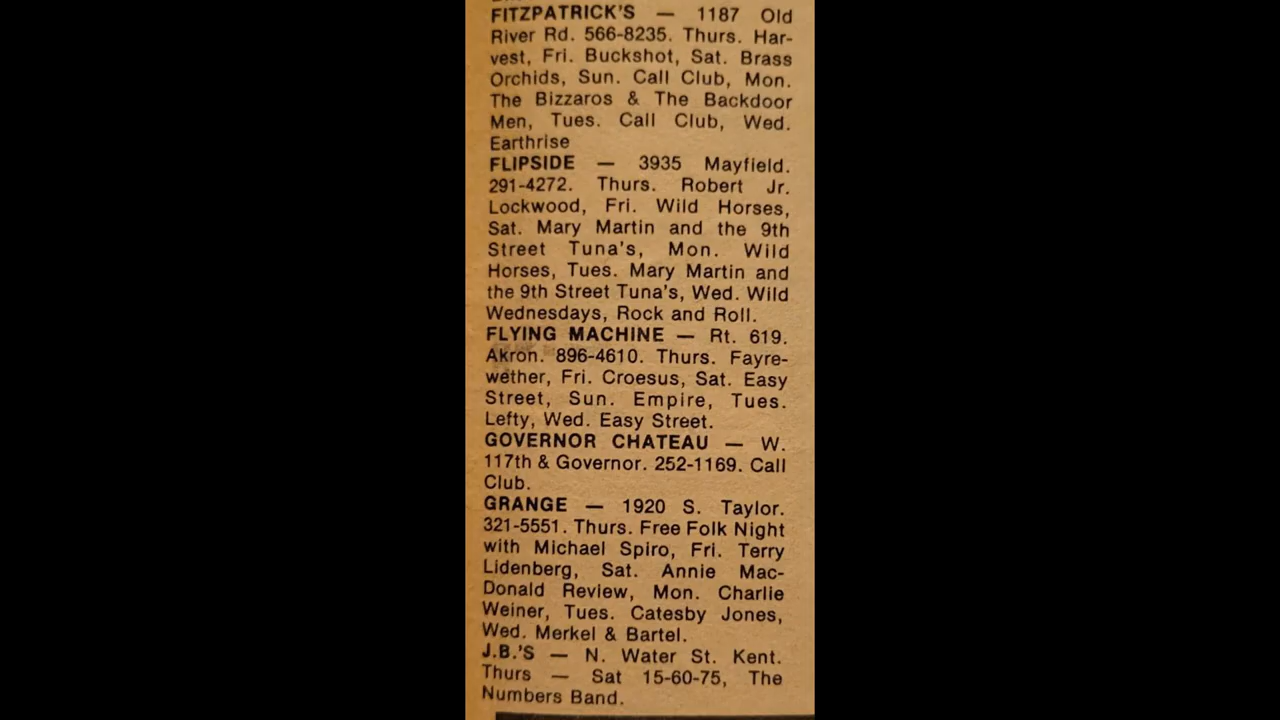 FITZPATRICK'S — 1187 Old
River Rd. 566-8235. Thurs. Har-
vest, Fri. Buckshot, Sat. Brass
Orchids, Sun. Call Club, Mon.
The Bizzaros & The Backdoor
Men, Tues. Call Club, Wed.
Earthrise
FLIPSIDE — 3935 Mayfield.
291-4272. Thurs. Robert Jr.
Lockwood, Fri. Wild Horses,
Sat. Mary Martin and the 9th
Street Tuna's, Mon. Wild
Horses, Tues. Mary Martin and
the 9th Street Tuna's, Wed. Wild
Wednesdays, Rock and Roll.
FLYING MACHINE — Rt. 619.
Akron. 896-4610. Thurs. Fayre-
wether, Fri. Croesus, Sat. Easy
Street, Sun. Empire, Tues.
Lefty, Wed. Easy Street.
GOVERNOR CHATEAU — W.
117th & Governor. 252-1169. Call
Club.
GRANGE — 1920 S. Taylor.
321-5551. Thurs. Free Folk Night
with Michael Spiro, Fri. Terry
Lidenberg, Sat. Annie Mac-
Donald Review, Mon. Charlie
Weiner, Tues. Catesby Jones,
Wed. Merkel & Bartel.
J.B.'S — N. Water St. Kent.
Thurs — Sat 15-60-75, The
Numbers Band.